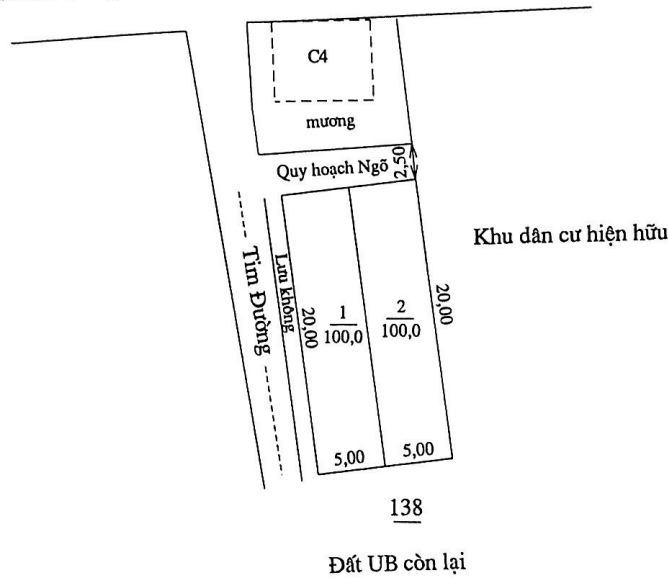 C4
mương
Quy hoạch Ngõ
2,50
Khu dân cư hiện hữu
Tim Đường
Lưu không
20,00
1
100,0
2
100,0
20,00
5,00
5,00
138
Đất UB còn lại